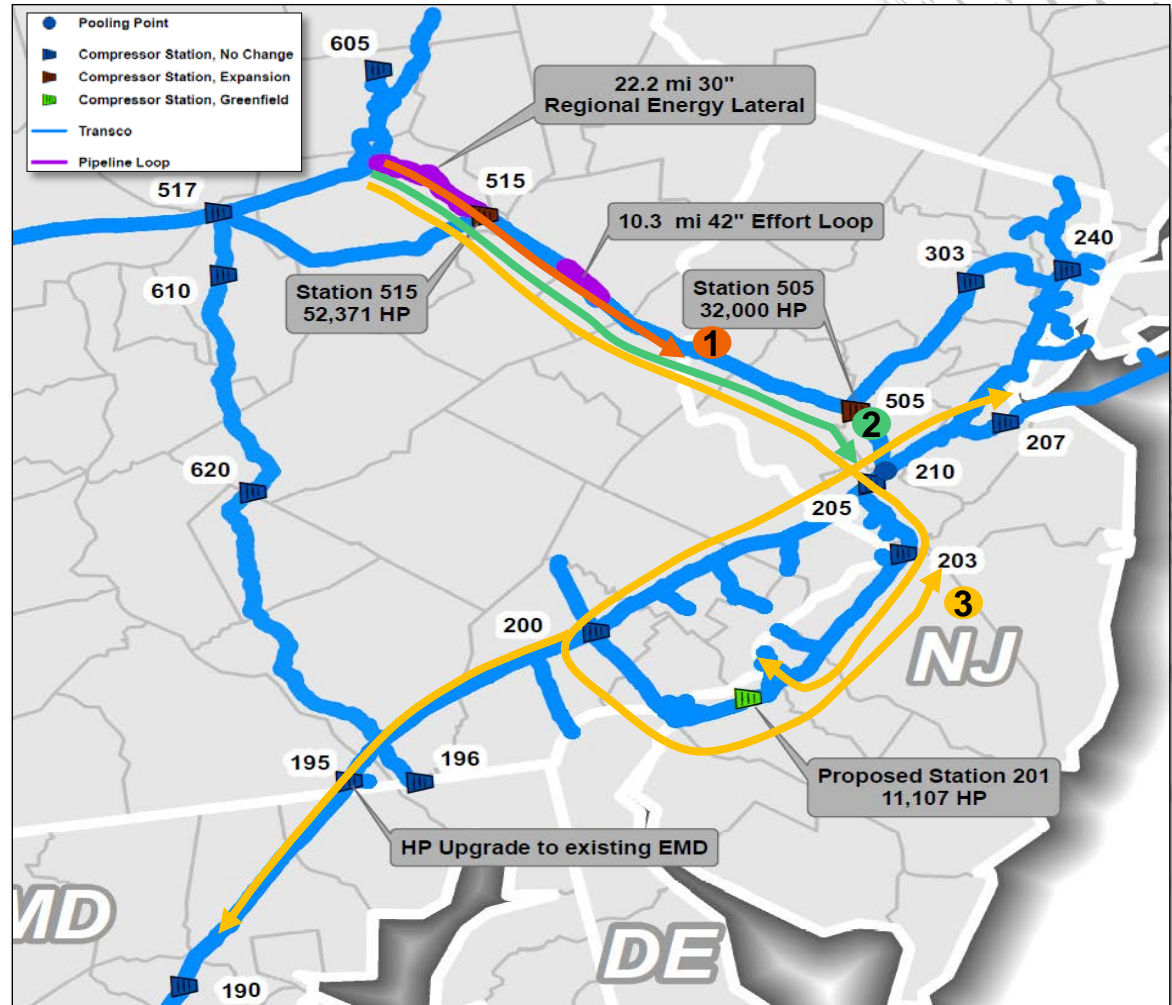 Pooling Point
Compressor Station, No Change
Compressor Station, Expansion
Compressor Station, Greenfield
Transco
Pipeline Loop
605
22.2 mi 30"
Regional Energy Lateral
517
515
10.3 mi 42" Effort Loop
240
303
610
Station 515
52,371 HP
Station 505
32,000 HP
1
505
2
207
620
210
205
203
3
200
NJ
195
196
Proposed Station 201
11,107 HP
HP Upgrade to existing EMD
MD
DE
190